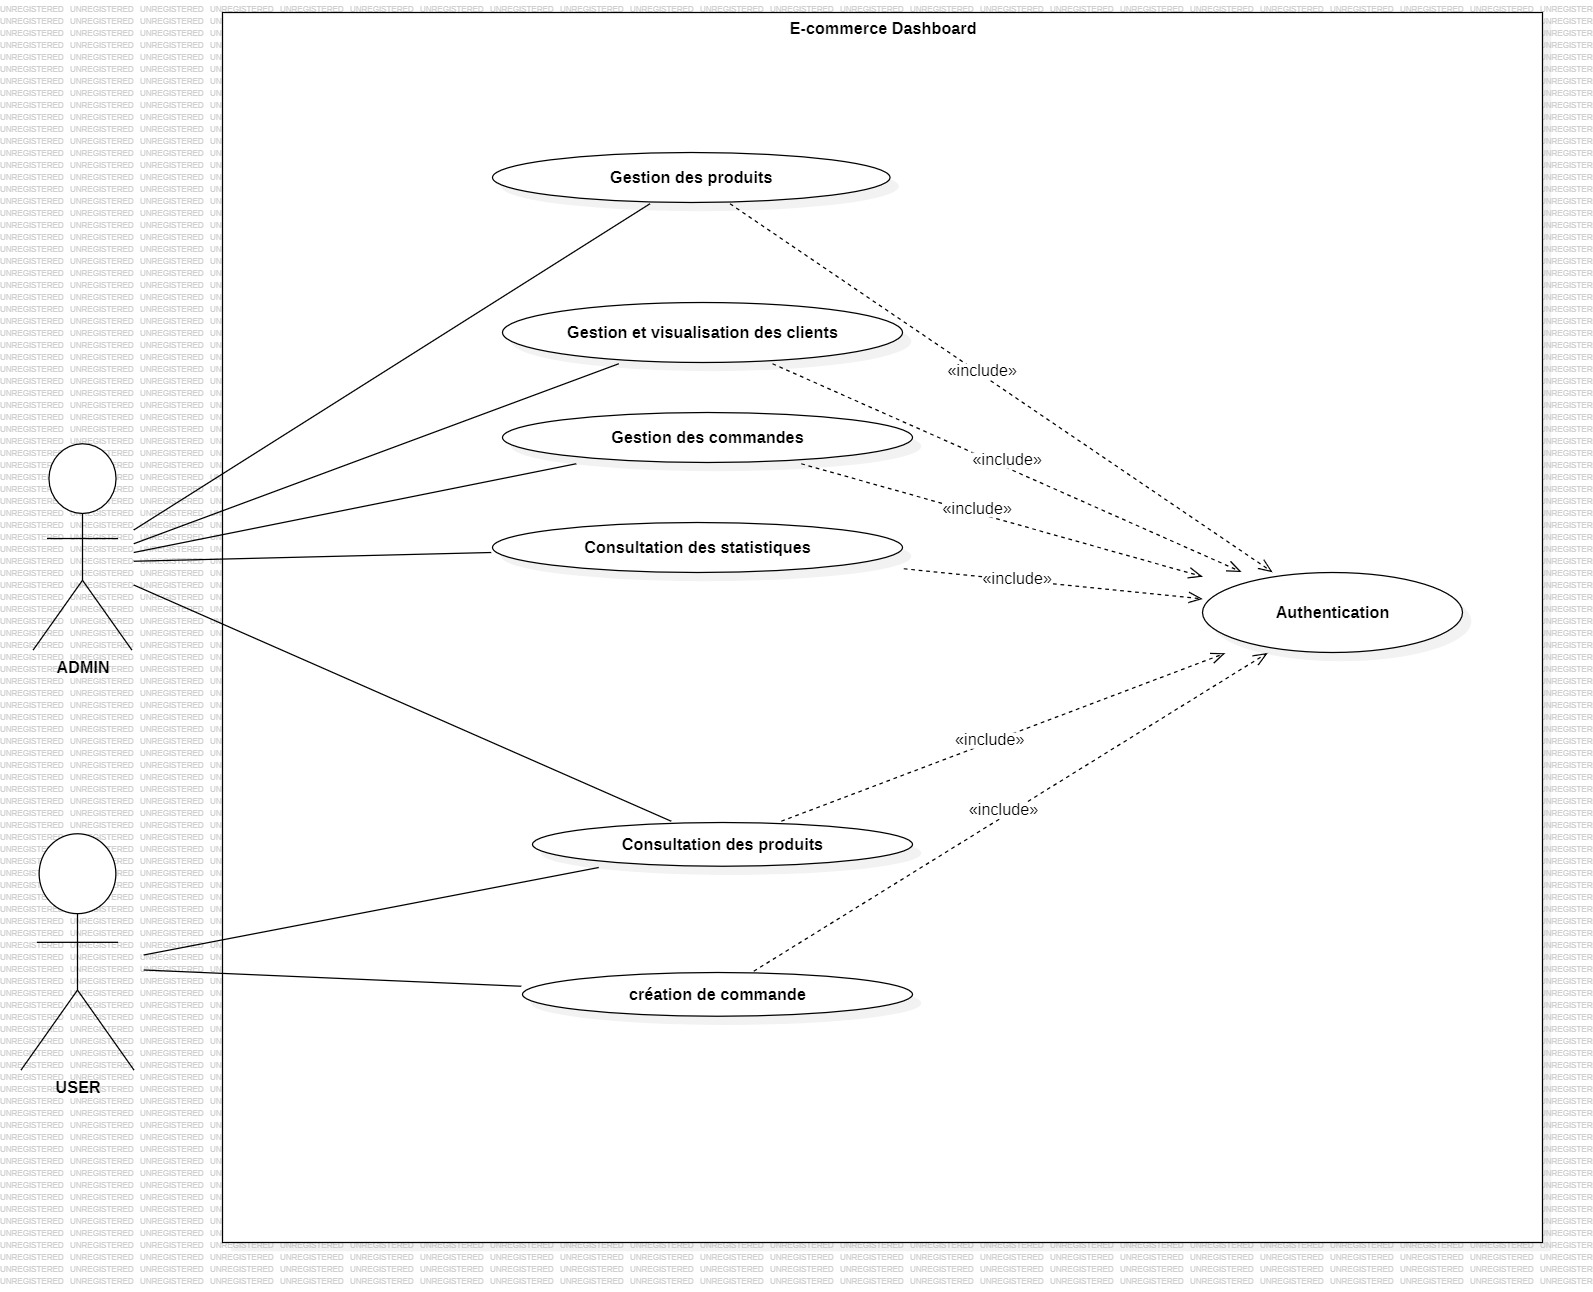 E-commerce Dashboard
Gestion des produits
Gestion et visualisation des clients
«include»
Gestion des commandes
«include»
«include»
Consultation des statistiques
«include»
Authentication
ADMIN
«include»
«include»
Consultation des produits
création de commande
USER
UNREGISTERED